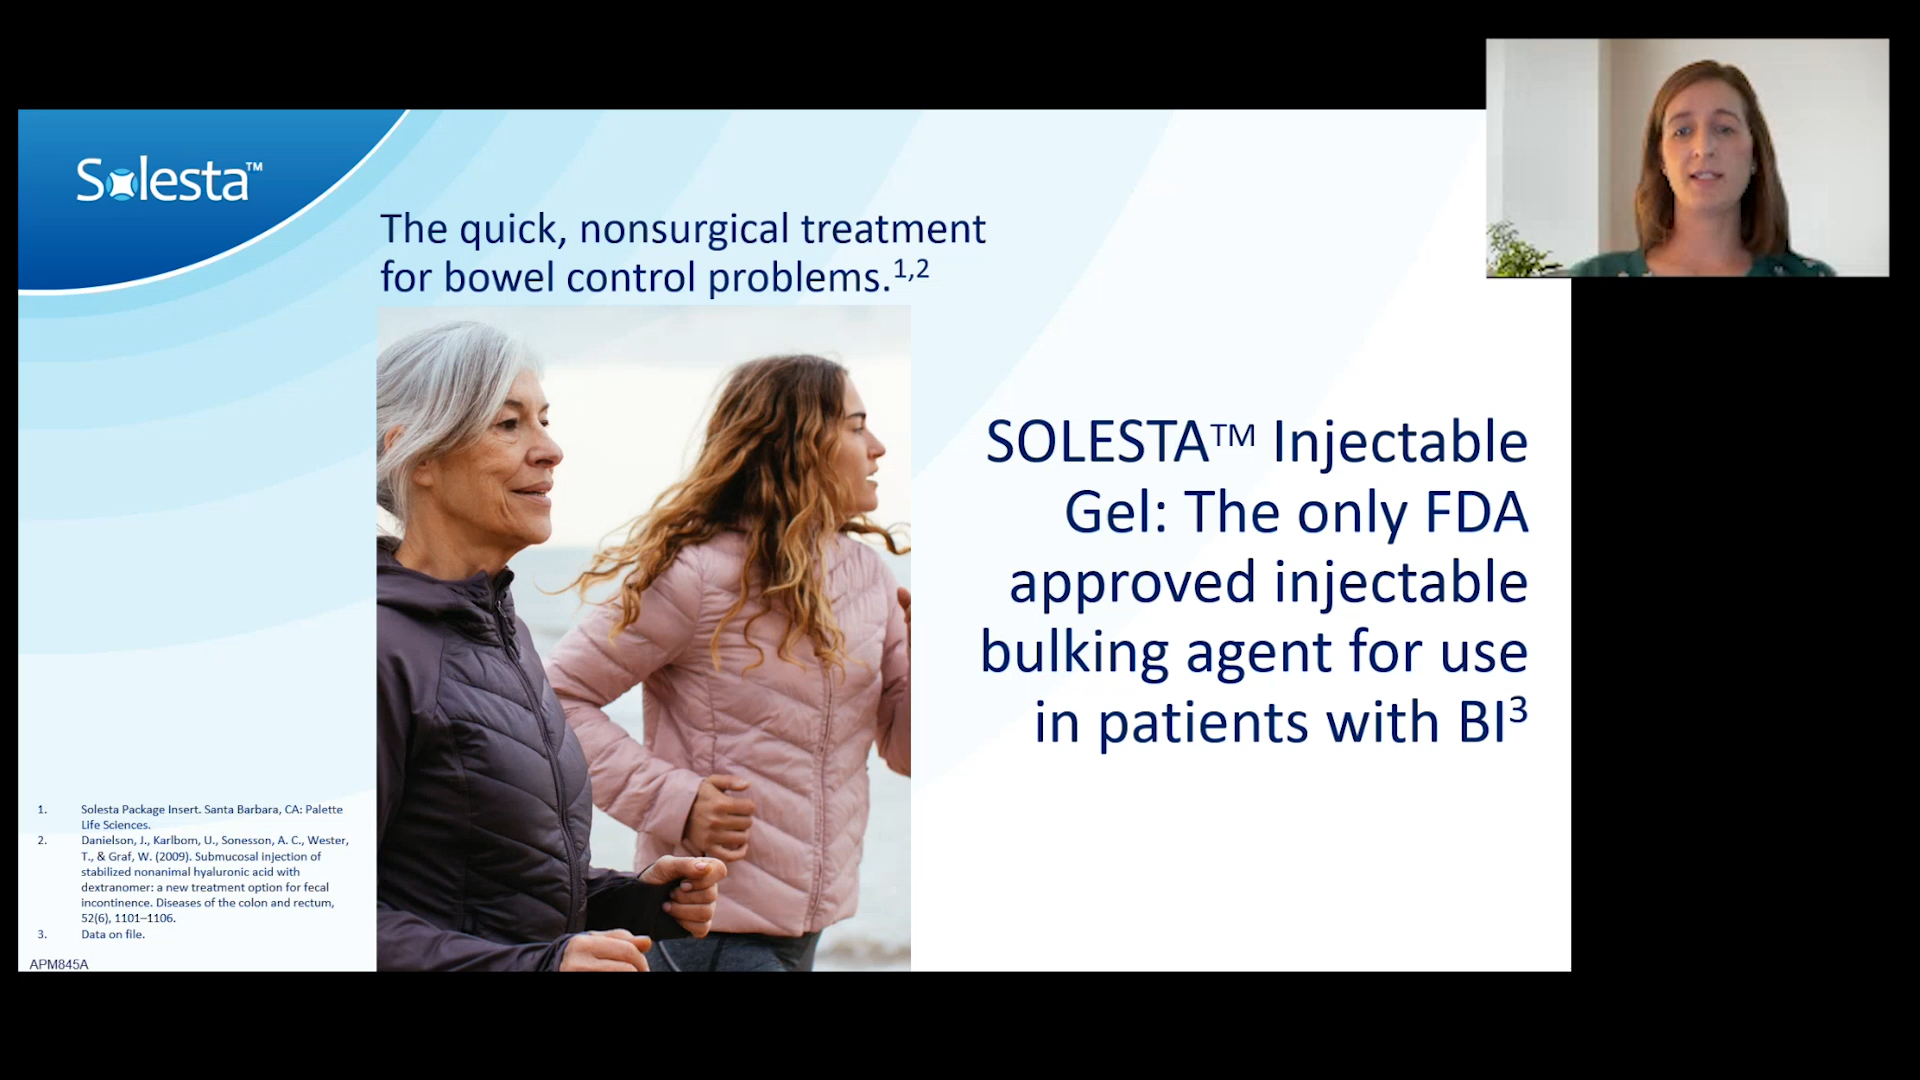 Solesta™
The quick, nonsurgical treatment
for bowel control problems.1,2
SOLESTA™ Injectable
Gel: The only FDA
approved injectable
bulking agent for use
in patients with BI3
1. Solesta Package Insert. Santa Barbara, CA: Palette
Life Sciences.
2. Danielson, J., Karlbom, U., Sonesson, A. C., Wester,
T., & Graf, W. (2009). Submucosal injection of
stabilized nonanimal hyaluronic acid with
dextranomer: a new treatment option for fecal
incontinence. Diseases of the colon and rectum,
52(6), 1101–1106.
3. Data on file.
APM845A